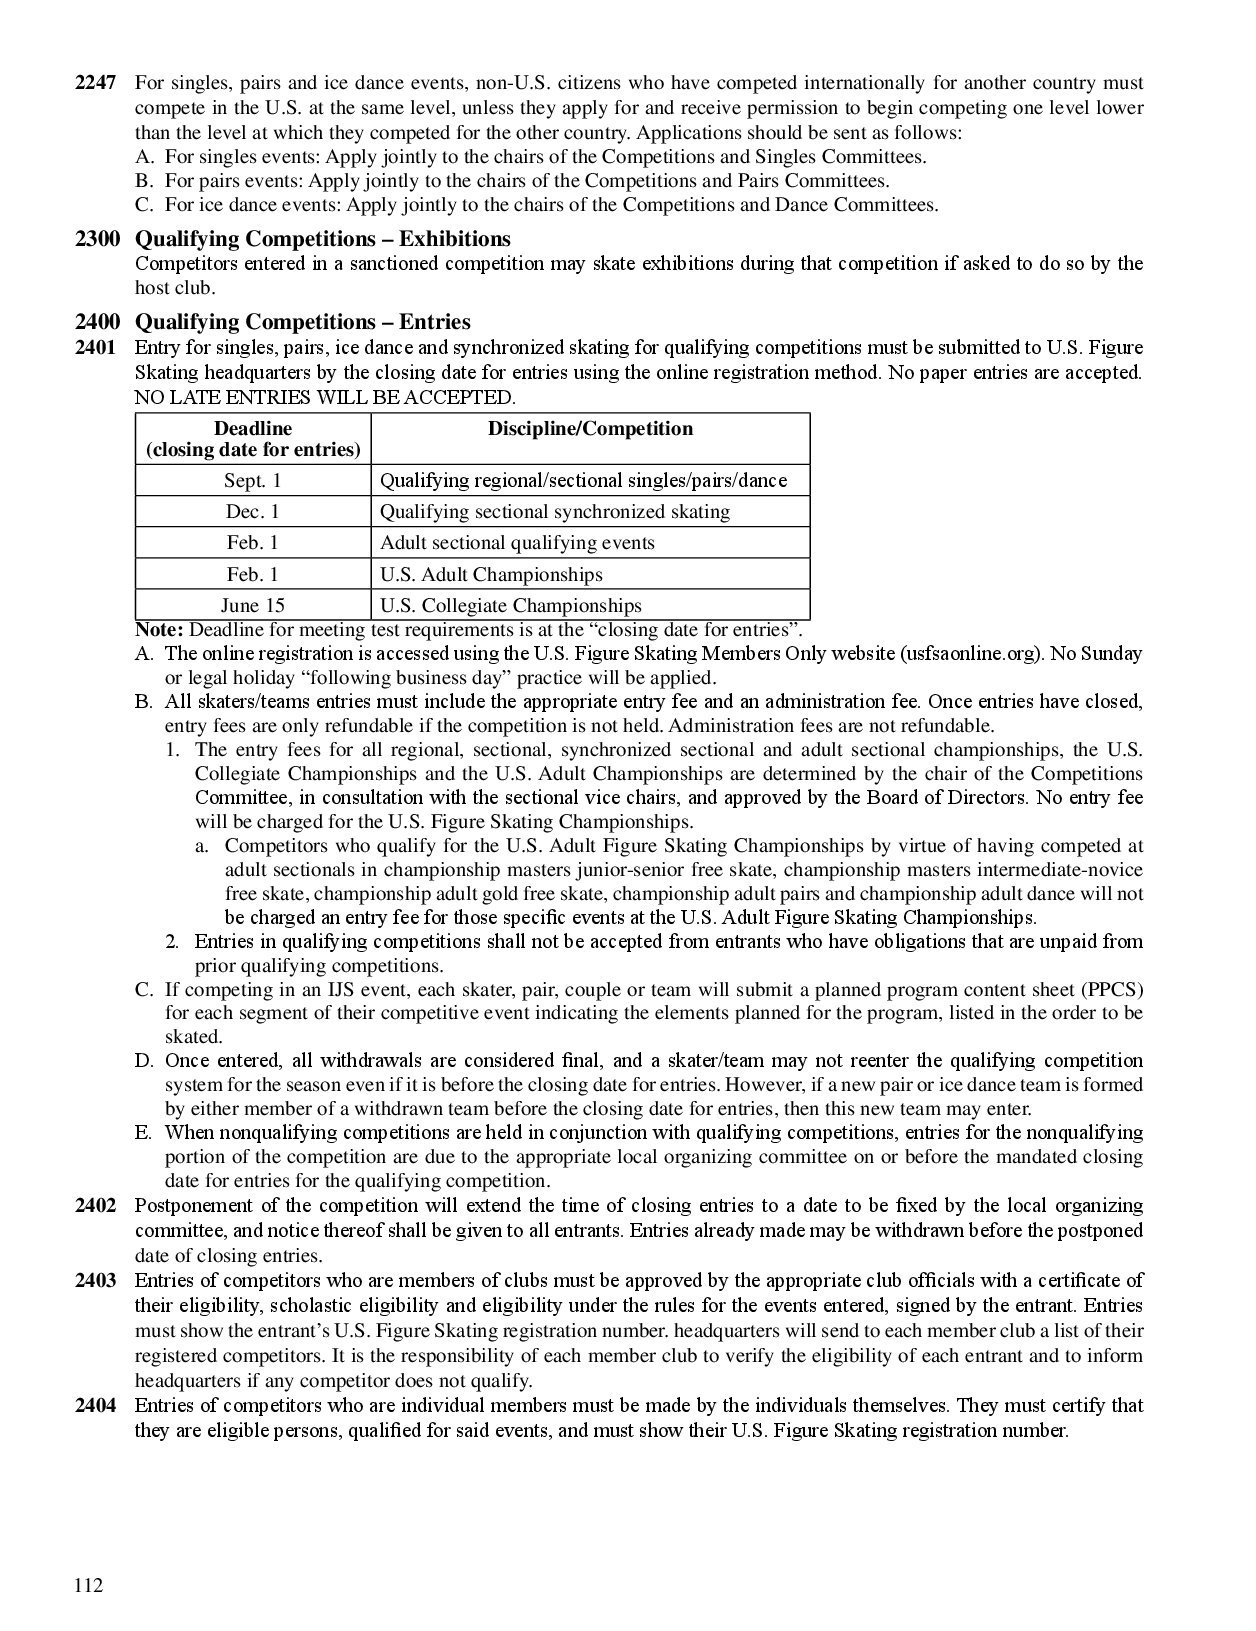 2247 For singles, pairs and ice dance events, non-U.S. citizens who have competed internationally for another country must
compete in the U.S. at the same level, unless they apply for and receive permission to begin competing one level lower
than the level at which they competed for the other country. Applications should be sent as follows:
A. For singles events: Apply jointly to the chairs of the Competitions and Singles Committees.
B. For pairs events: Apply jointly to the chairs of the Competitions and Pairs Committees.
C. For ice dance events: Apply jointly to the chairs of the Competitions and Dance Committees.
2300 Qualifying Competitions – Exhibitions
Competitors entered in a sanctioned competition may skate exhibitions during that competition if asked to do so by the
host club.
2400 Qualifying Competitions – Entries
2401 Entry for singles, pairs, ice dance and synchronized skating for qualifying competitions must be submitted to U.S. Figure
Skating headquarters by the closing date for entries using the online registration method. No paper entries are accepted.
NO LATE ENTRIES WILL BE ACCEPTED.
Deadline Discipline/Competition
(closing date for entries)
Sept. 1 Qualifying regional/sectional singles/pairs/dance
Dec. 1 Qualifying sectional synchronized skating
Feb. 1 Adult sectional qualifying events
Feb. 1 U.S. Adult Championships
June 15 U.S. Collegiate Championships
Note: Deadline for meeting test requirements is at the “closing date for entries”.
A. The online registration is accessed using the U.S. Figure Skating Members Only website (usfsaonline.org). No Sunday
or legal holiday “following business day” practice will be applied.
B. All skaters/teams entries must include the appropriate entry fee and an administration fee. Once entries have closed,
entry fees are only refundable if the competition is not held. Administration fees are not refundable.
1. The entry fees for all regional, sectional, synchronized sectional and adult sectional championships, the U.S.
Collegiate Championships and the U.S. Adult Championships are determined by the chair of the Competitions
Committee, in consultation with the sectional vice chairs, and approved by the Board of Directors. No entry fee
will be charged for the U.S. Figure Skating Championships.
a. Competitors who qualify for the U.S. Adult Figure Skating Championships by virtue of having competed at
adult sectionals in championship masters junior-senior free skate, championship masters intermediate-novice
free skate, championship adult gold free skate, championship adult pairs and championship adult dance will not
be charged an entry fee for those specific events at the U.S. Adult Figure Skating Championships.
2. Entries in qualifying competitions shall not be accepted from entrants who have obligations that are unpaid from
prior qualifying competitions.
C. If competing in an IJS event, each skater, pair, couple or team will submit a planned program content sheet (PPCS)
for each segment of their competitive event indicating the elements planned for the program, listed in the order to be
skated.
D. Once entered, all withdrawals are considered final, and a skater/team may not reenter the qualifying competition
system for the season even if it is before the closing date for entries. However, if a new pair or ice dance team is formed
by either member of a withdrawn team before the closing date for entries, then this new team may enter.
E. When nonqualifying competitions are held in conjunction with qualifying competitions, entries for the nonqualifying
portion of the competition are due to the appropriate local organizing committee on or before the mandated closing
date for entries for the qualifying competition.
2402 Postponement of the competition will extend the time of closing entries to a date to be fixed by the local organizing
committee, and notice thereof shall be given to all entrants. Entries already made may be withdrawn before the postponed
date of closing entries.
2403 Entries of competitors who are members of clubs must be approved by the appropriate club officials with a certificate of
their eligibility, scholastic eligibility and eligibility under the rules for the events entered, signed by the entrant. Entries
must show the entrant’s U.S. Figure Skating registration number. headquarters will send to each member club a list of their
registered competitors. It is the responsibility of each member club to verify the eligibility of each entrant and to inform
headquarters if any competitor does not qualify.
2404 Entries of competitors who are individual members must be made by the individuals themselves. They must certify that
they are eligible persons, qualified for said events, and must show their U.S. Figure Skating registration number.
112